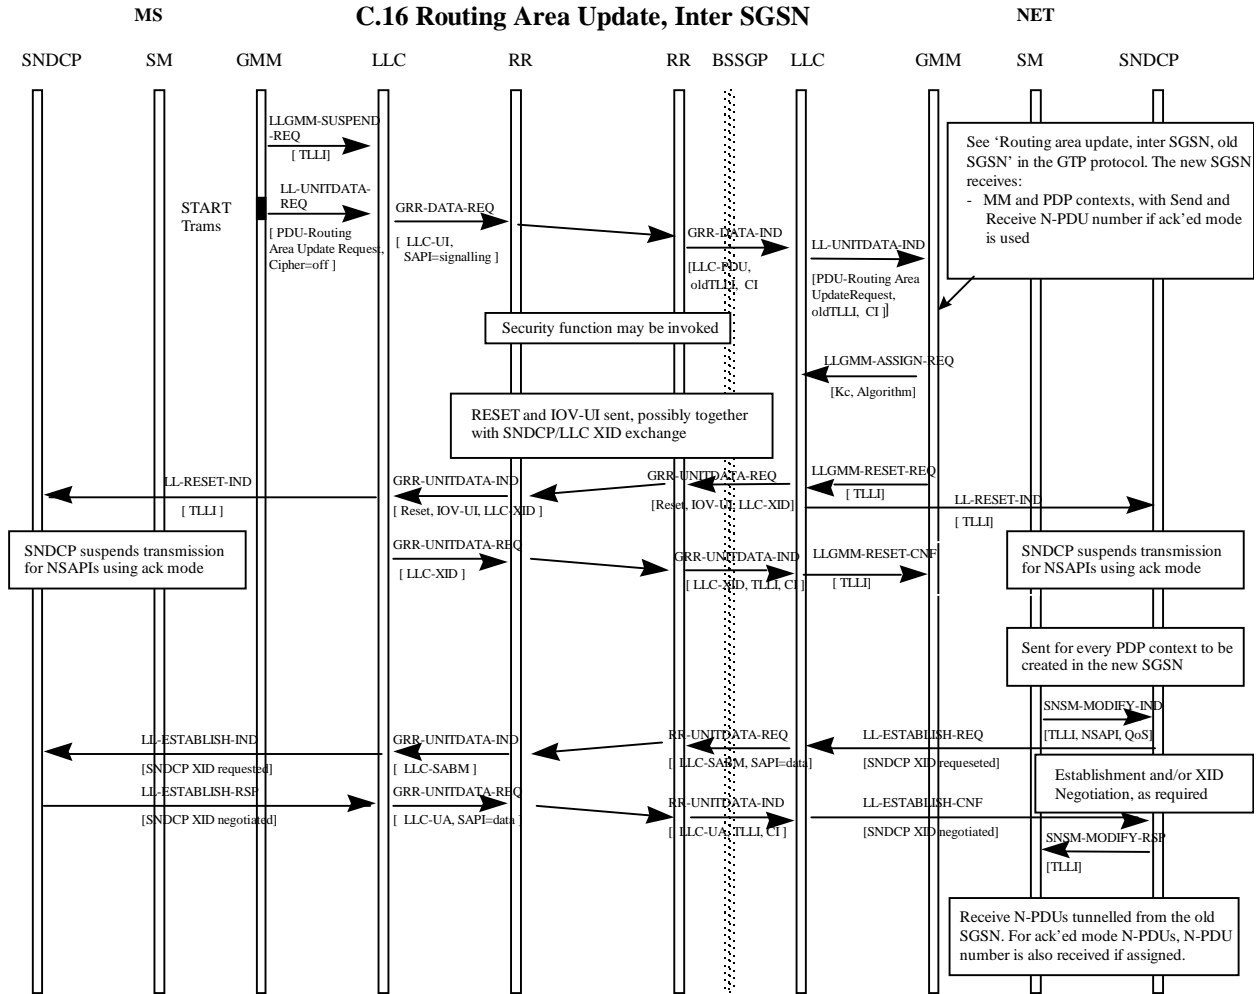 MS
C.16 Routing Area Update, Inter SGSN
NET
SNDCP SM GMM LLC RR RR BSSGP LLC GMM SM SNDCP
LLGMM-SUSPEND
-REQ
[ TLLI]
See ‘Routing area update, inter SGSN, old
SGSN’ in the GTP protocol. The new SGSN
receives:
- MM and PDP contexts, with Send and
Receive N-PDU number if ack’ed mode
is used
START
Trams
LL-UNITDATA-
REQ
[ PDU-Routing
Area Update Request,
Cipher=off ]
GRR-DATA-REQ
[ LLC-UI,
SAPI=signalling ]
GRR-DATA-IND
[LLC-PDU,
oldTLLI, CI
LL-UNITDATA-IND
[PDU-Routing Area
UpdateRequest,
oldTLLI, CI ]
Security function may be invoked
LLGMM-ASSIGN-REQ
[Kc, Algorithm]
RESET and IOV-UI sent, possibly together
with SNDCP/LLC XID exchange
LL-RESET-IND
[ TLLI ]
GRR-UNITDATA-IND
[ Reset, IOV-UI, LLC-XID ]
GRR-UNITDATA-REQ
[Reset, IOV-UI, LLC-XID]
LLGMM-RESET-REQ
[ TLLI]
LL-RESET-IND
[TLLI]
SNDCP suspends transmission
for NSAPIs using ack mode
GRR-UNITDATA-REQ
[ LLC-XID ]
GRR-UNITDATA-IND
[ LLC-XID, TLLI, CI ]
LLGMM-RESET-CNF
[ TLLI]
SNDCP suspends transmission
for NSAPIs using ack mode
Sent for every PDP context to be
created in the new SGSN
SNSM-MODIFY-IND
[TLLI, NSAPI, QoS]
LL-ESTABLISH-IND
[SNDCP XID requested]
GRR-UNITDATA-IND
[ LLC-SABM ]
RR-UNITDATA-REQ
[ LLC-SABM, SAPI=data]
LL-ESTABLISH-REQ
[SNDCP XID requeseted]
Establishment and/or XID
Negotiation, as required
LL-ESTABLISH-RSP
[SNDCP XID negotiated]
GRR-UNITDATA-REQ
[ LLC-UA, SAPI=data ]
RR-UNITDATA-IND
[ LLC-UA, TLLI, CI ]
LL-ESTABLISH-CNF
[SNDCP XID negotiated]
SNSM-MODIFY-RSP
[TLLI]
Receive N-PDUs tunnelled from the old
SGSN. For ack’ed mode N-PDUs, N-PDU
number is also received if assigned.